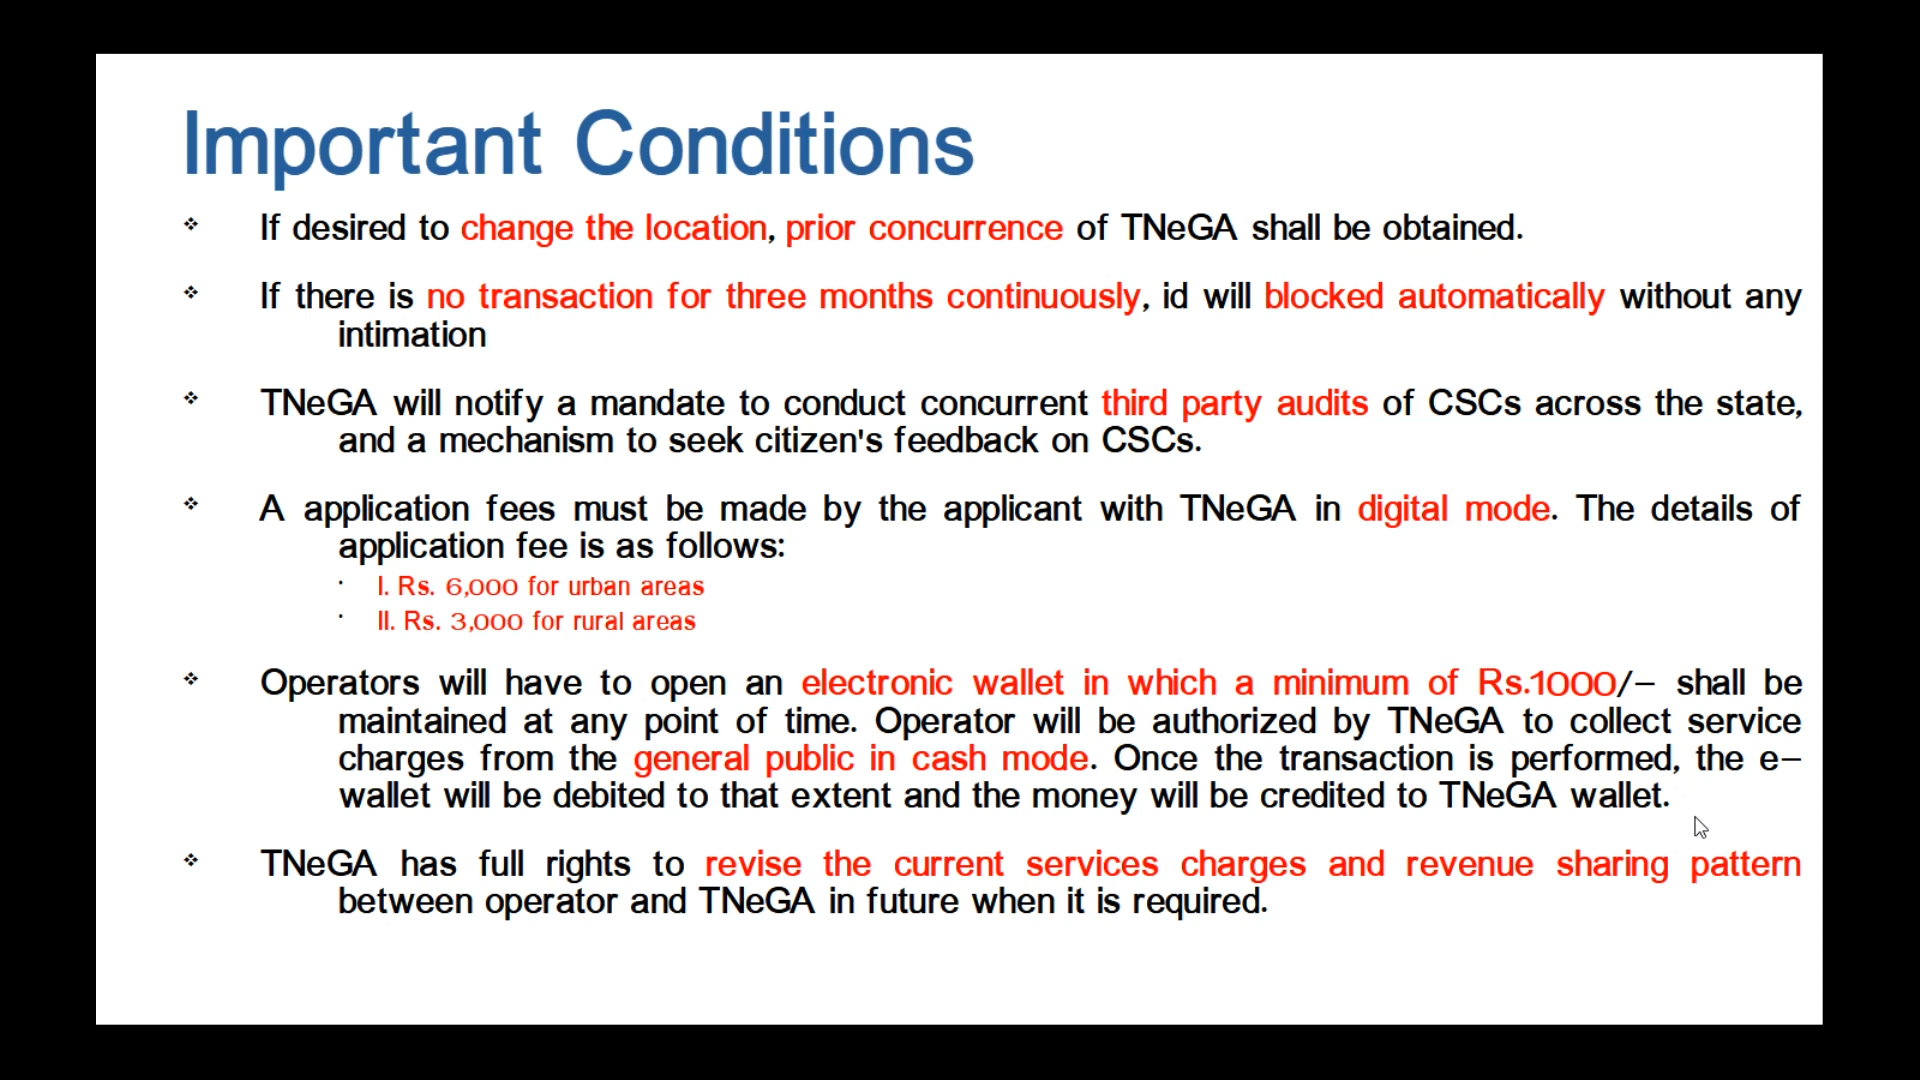 Important Conditions
❖ If desired to change the location, prior concurrence of TNeGA shall be obtained.
❖ If there is no transaction for three months continuously, id will blocked automatically without any
intimation
❖ TNeGA will notify a mandate to conduct concurrent third party audits of CSCs across the state,
and a mechanism to seek citizen's feedback on CSCs.
❖ A application fees must be made by the applicant with TNeGA in digital mode. The details of
application fee is as follows:
· I. Rs. 6,000 for urban areas
· II. Rs. 3,000 for rural areas
❖ Operators will have to open an electronic wallet in which a minimum of Rs.1000/– shall be
maintained at any point of time. Operator will be authorized by TNeGA to collect service
charges from the general public in cash mode. Once the transaction is performed, the e–
wallet will be debited to that extent and the money will be credited to TNeGA wallet.
❖ TNeGA has full rights to revise the current services charges and revenue sharing pattern
between operator and TNeGA in future when it is required.